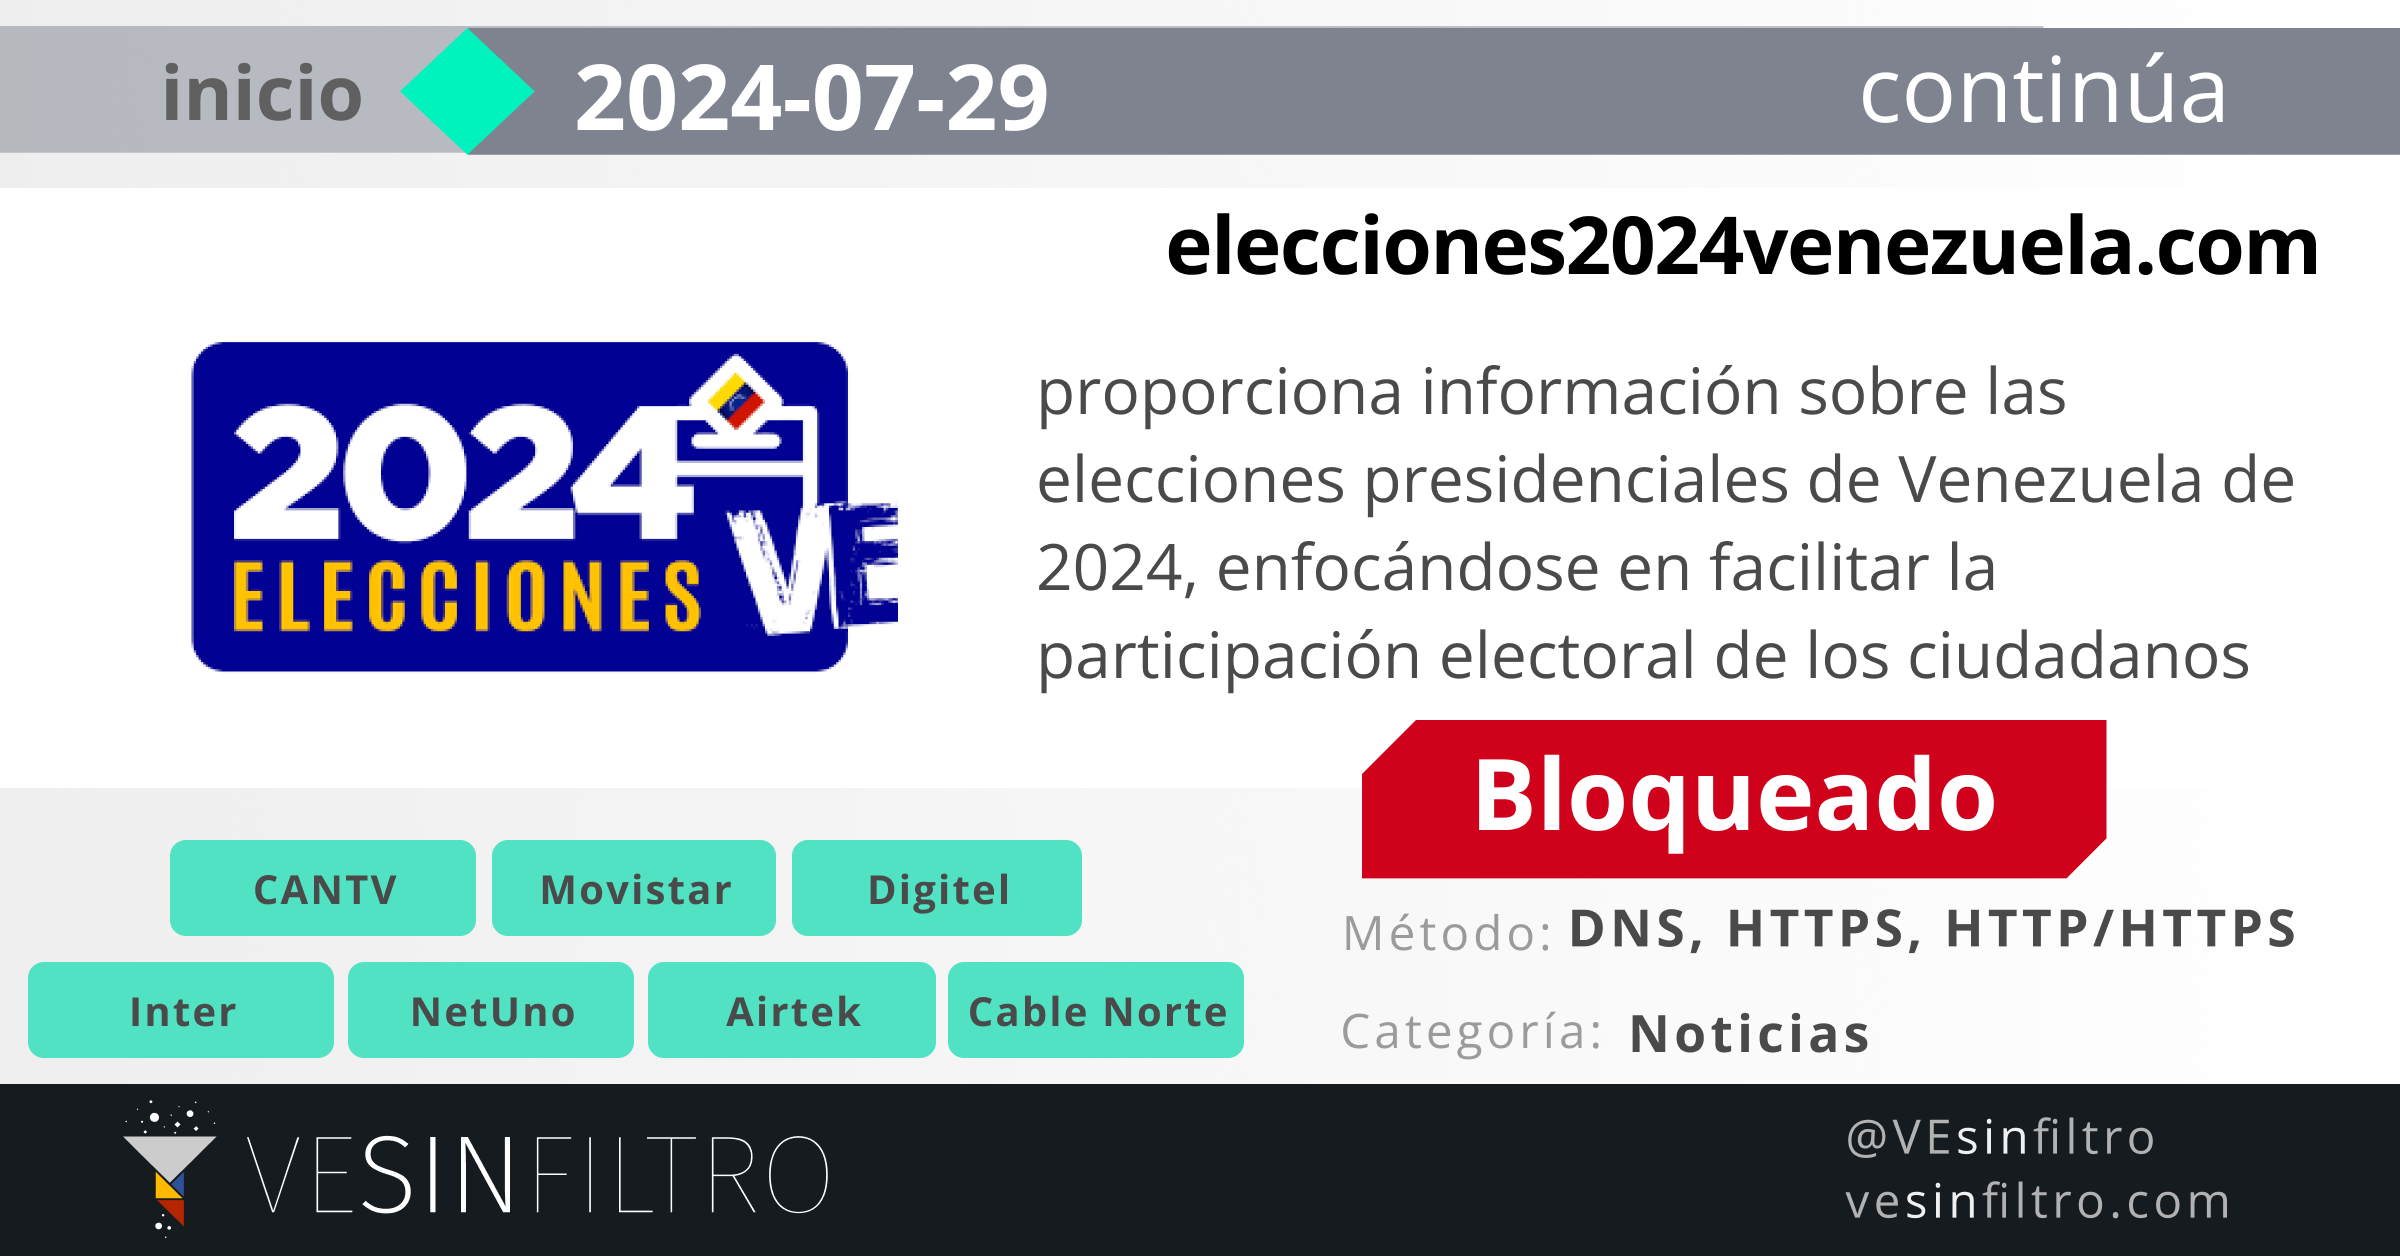 inicio
2024-07-29
continúa
elecciones2024venezuela.com
2024
ELECCIONES
VE
proporciona información sobre las
elecciones presidenciales de Venezuela de
2024, enfocándose en facilitar la
participación electoral de los ciudadanos
Bloqueado
CANTV
Movistar
Digitel
Inter
NetUno
Airtek
Cable Norte
Método: DNS, HTTPS, HTTP/HTTPS
Categoría: Noticias
VESINFILTRO
@VEsinfiltro
vesinfiltro.com